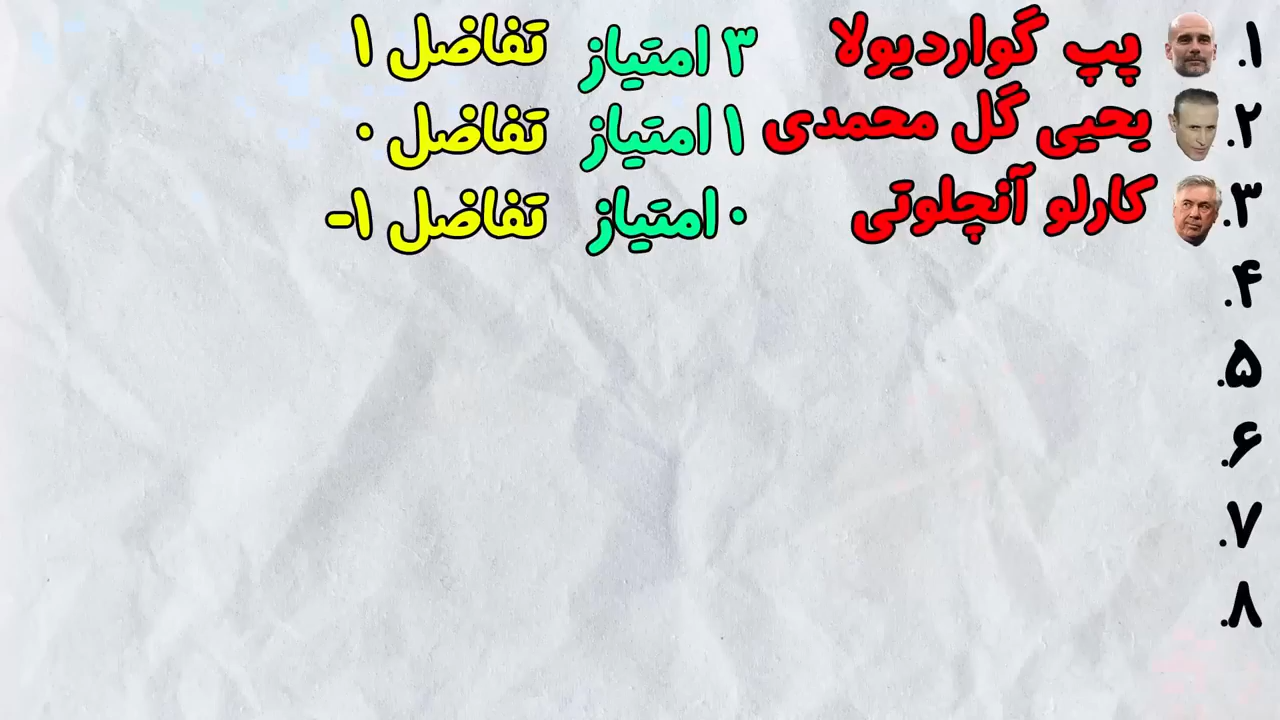 ۱. پپ گواردیولا ۳ امتیاز تفاضل ۱
۲. یحیی گل محمدی ۱ امتیاز تفاضل ۰
۳. کارلو آنچلوتی ۰ امتیاز تفاضل ۱-
۴.
۵.
۶.
۷.
۸.